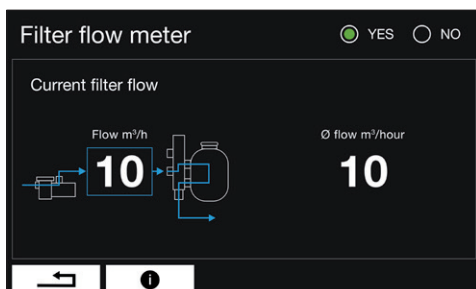 Filter flow meter
YES NO
Current filter flow
Flow m³/h
10
Ø flow m³/hour
10